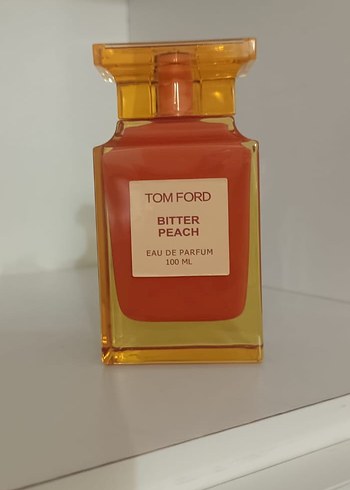 TOM FORD
BITTER
PEACH
EAU DE PARFUM
100 ML